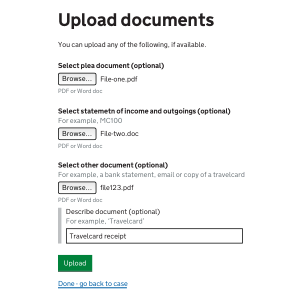 Upload documents
You can upload any of the following, if available.
Select plea document (optional)
Browse... File-one.pdf
PDF or Word doc
Select statemetn of income and outgoings (optional)
For example, MC100
Browse... File-two.doc
PDF or Word doc
Select other document (optional)
For example, a bank statement, email or copy of a travelcard
Browse... file123.pdf
PDF or Word doc
Describe document (optional)
For example, 'Travelcard'
Travelcard receipt
Upload
Done - go back to case